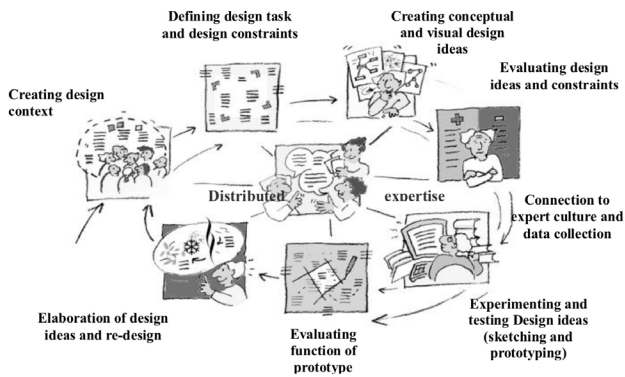 Defining design task
and design constraints
Creating conceptual
and visual design
ideas
Evaluating design
ideas and constraints
Creating design
context
Distributed
expertise
Connection to
expert culture and
data collection
Elaboration of design
ideas and re-design
Evaluating
function of
prototype
Experimenting and
testing Design ideas
(sketching and
prototyping)